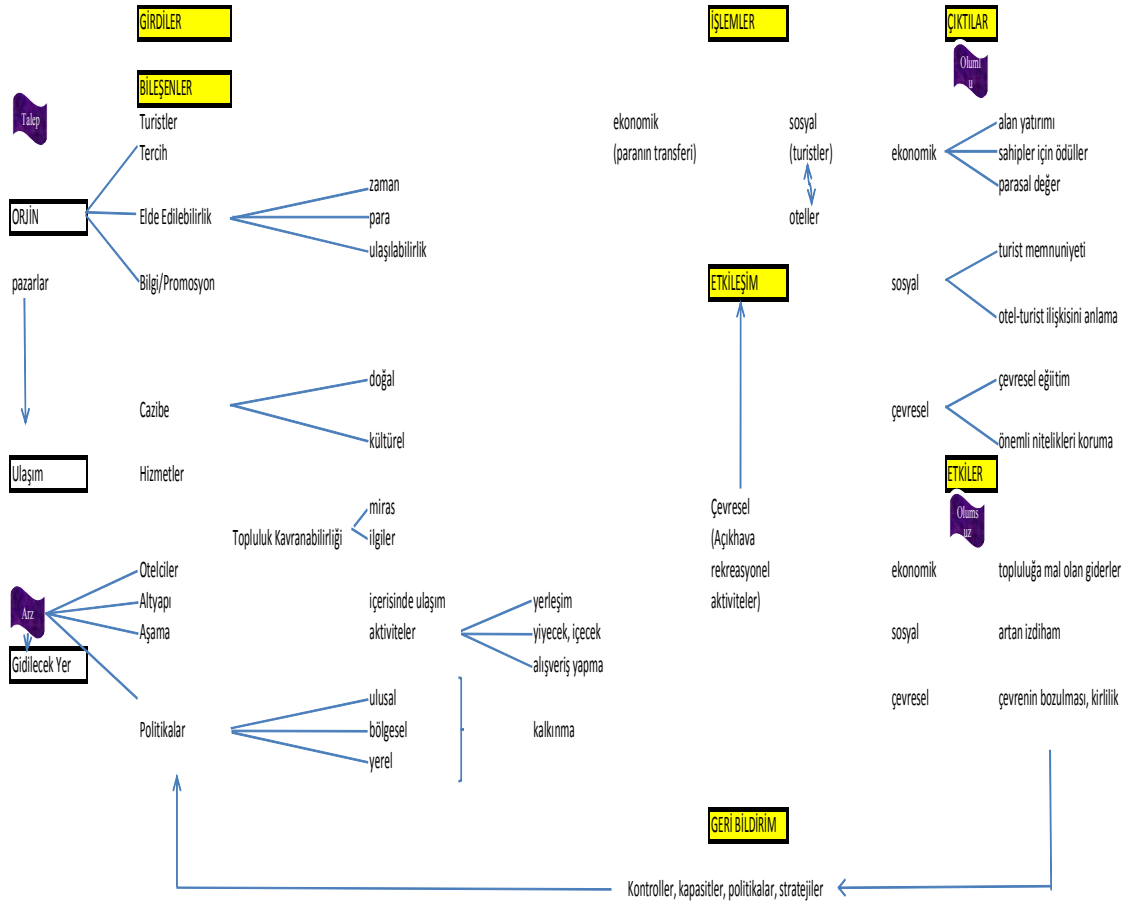 GİRDİLER
İŞLEMLER
ÇIKTILAR
Olumlu
u
BİLEŞENLER
Talep
Turistler
ekonomik
sosyal
alan yatırımı
Tercih
(paranın transferi)
(turistler)
ekonomik
sahipler için ödüller
zaman
parasal değer
ORJİN
Elde Edilebilirlik
para
oteller
ulaşılabilirlik
turist memnuniyeti
pazarlar
Bilgi/Promosyon
ETKİLEŞİM
sosyal
otel-turist ilişkisini anlama
doğal
çevresel eğiitim
Cazibe
çevresel
kültürel
önemli nitelikleri koruma
Ulaşım
Hizmetler
ETKİLER
miras
Çevresel
Olums
uz
Topluluk Kavranabilirliği
ilgiler
(Açıkhava
Otelciler
rekreasyonel
ekonomik
topluluğa mal olan giderler
Arz
Altyapı
içerisinde ulaşım
yerleşim
aktiviteler)
Aşama
aktiviteler
yiyecek, içecek
sosyal
artan izdiham
Gidilecek Yer
alışveriş yapma
ulusal
çevresel
çevrenin bozulması, kirlilik
Politikalar
bölgesel
kalkınma
yerel
GERİ BİLDİRİM
Kontroller, kapasitler, politikalar, stratejiler